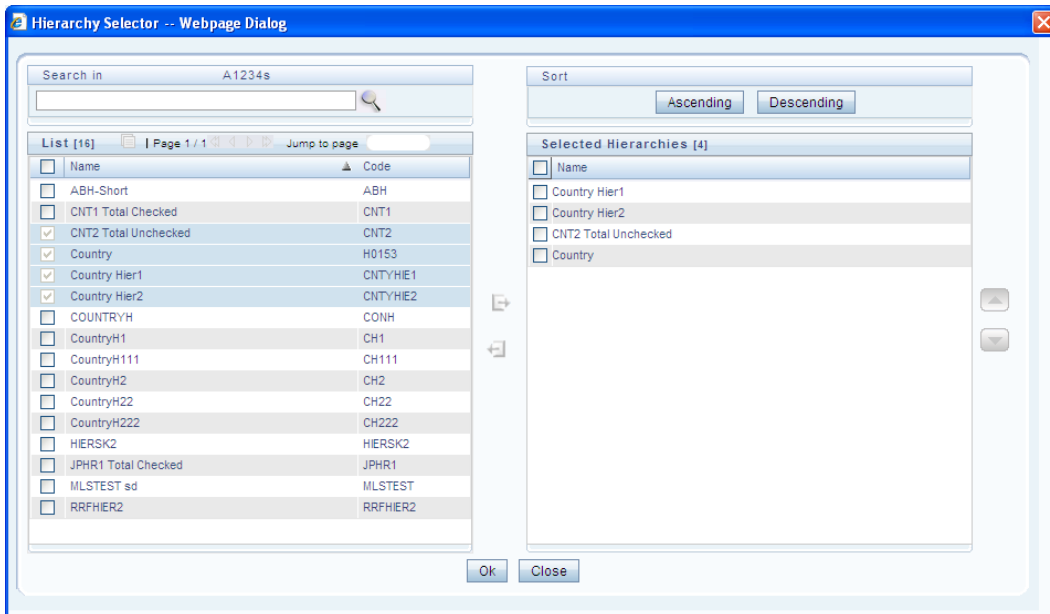 Hierarchy Selector -- Webpage Dialog
Search in A1234s
List [16] | Page 1 / 1 Jump to page
Name Code
ABH-Short ABH
CNT1 Total Checked CNT1
CNT2 Total Unchecked CNT2
Country H0153
Country Hier1 CNTYHIE1
Country Hier2 CNTYHIE2
COUNTRYH CONH
CountryH1 CH1
CountryH111 CH111
CountryH2 CH2
CountryH22 CH22
CountryH222 CH222
HIERSK2 HIERSK2
JPHR1 Total Checked JPHR1
MLSTEST sd MLSTEST
RRFHIER2 RRFHIER2
Sort
Ascending Descending
Selected Hierarchies [4]
Name
Country Hier1
Country Hier2
CNT2 Total Unchecked
Country
Ok Close